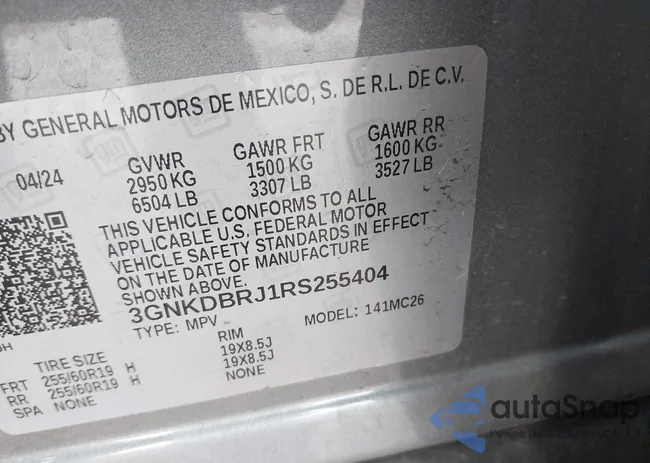 BY GENERAL MOTORS DE MEXICO, S. DE R.L. DE C.V.
04/24 GVWR GAWR FRT GAWR RR
2950 KG 1500 KG 1600 KG
6504 LB 3307 LB 3527 LB
THIS VEHICLE CONFORMS TO ALL
APPLICABLE U.S. FEDERAL MOTOR
VEHICLE SAFETY STANDARDS IN EFFECT
ON THE DATE OF MANUFACTURE
SHOWN ABOVE.
3GNKDBRJ1RS255404
TYPE: MPV MODEL: 141MC26
TIRE SIZE RIM
FRT 255/60R19 H 19X8.5J
RR 255/60R19 H 19X8.5J
SPA NONE NONE
autoSnap